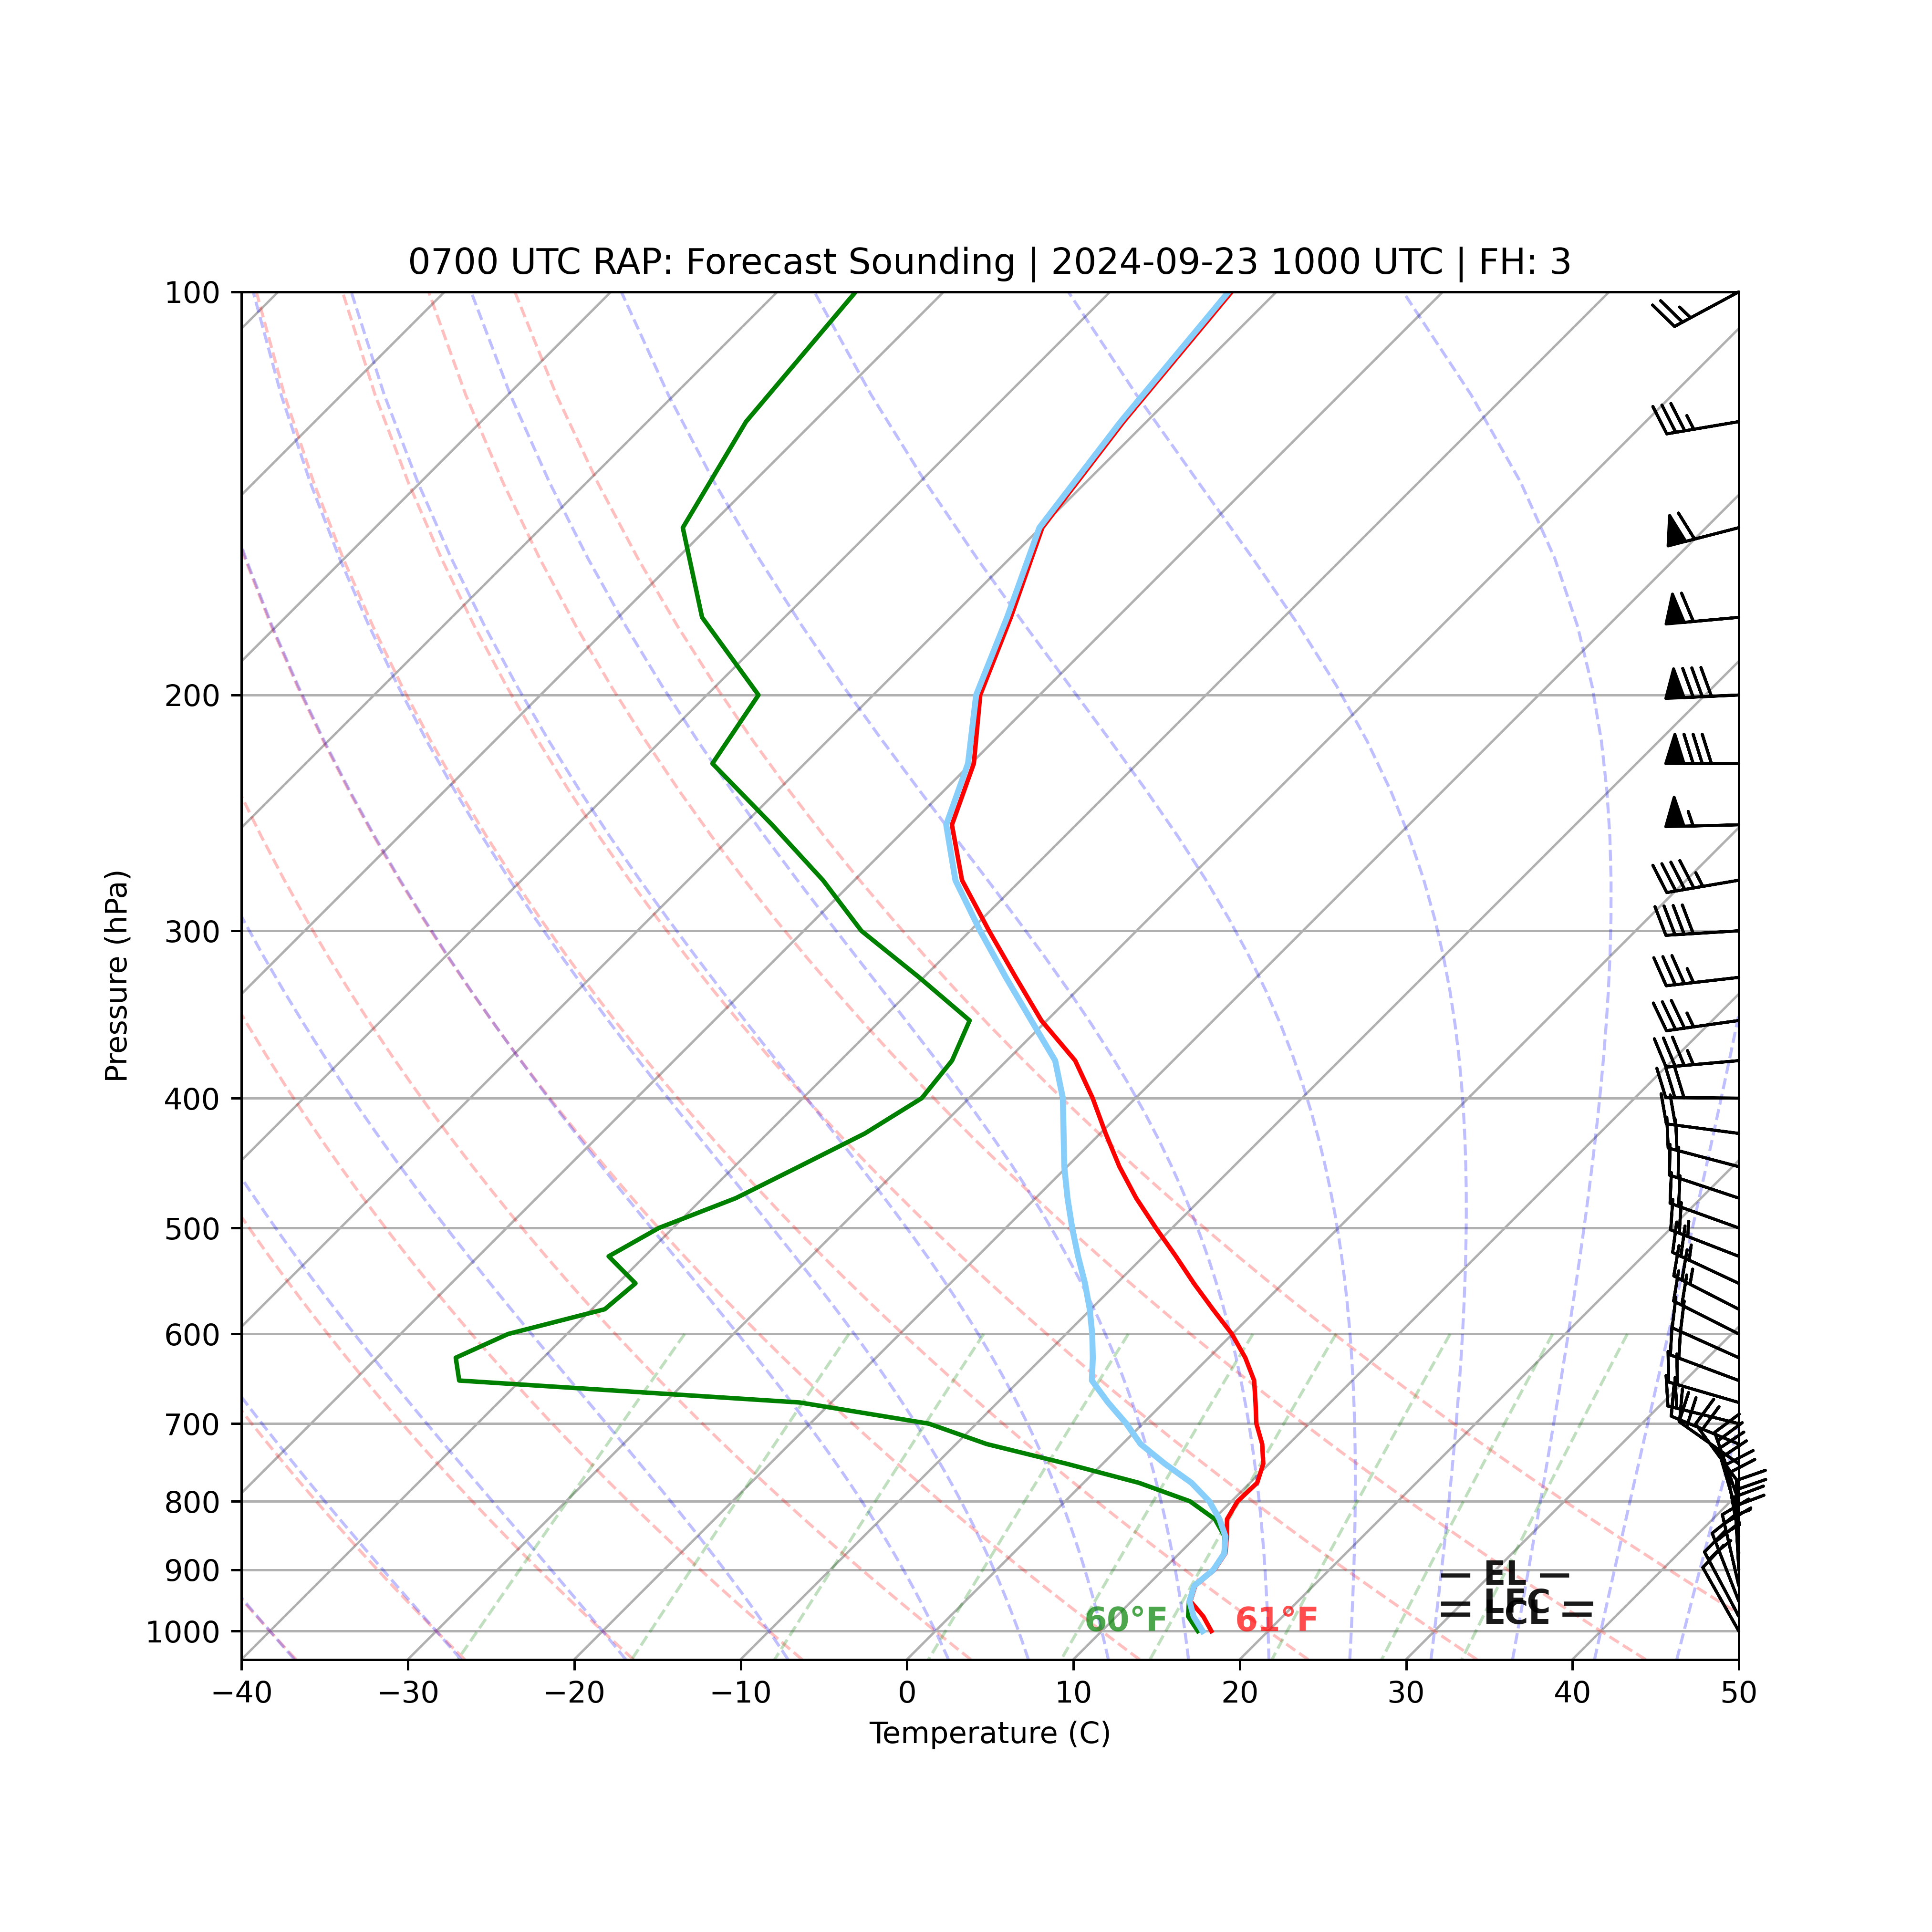 0700 UTC RAP: Forecast Sounding | 2024-09-23 1000 UTC | FH: 3
100
200
300
400
500
600
700
800
900
1000
Pressure (hPa)
— EL —
— LFC —
— LCL —
60°F 61°F
−40 −30 −20 −10 0 10 20 30 40 50
Temperature (C)